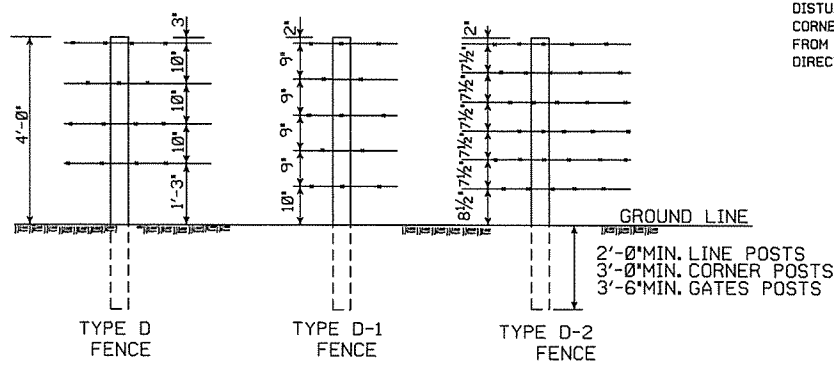 DISTU
CORNE
FROM
DIREC
4'-0"
3"
10"
10"
10"
1'-3"
2"
9"
9"
9"
9"
10"
2"
7½"
7½"
7½"
7½"
7½"
8½"
GROUND LINE
2'-0"MIN. LINE POSTS
3'-0"MIN. CORNER POSTS
3'-6"MIN. GATES POSTS
TYPE D
FENCE
TYPE D-1
FENCE
TYPE D-2
FENCE